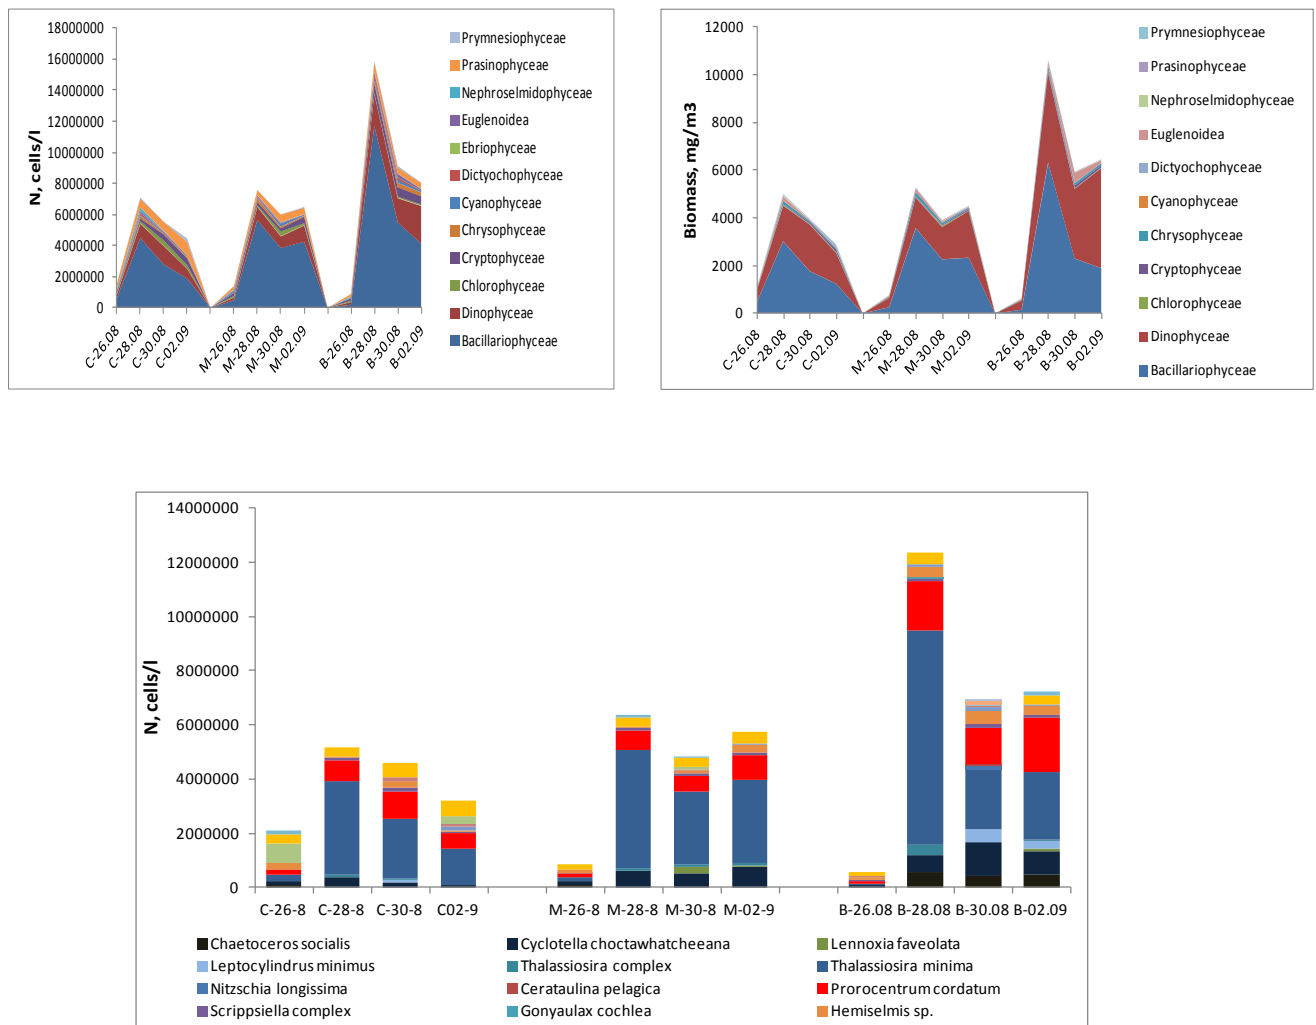 18000000
16000000
14000000
12000000
10000000
8000000
6000000
4000000
2000000
0
N, cells/l
C-26.08
C-28.08
C-30.08
C-02.09
M-26.08
M-28.08
M-30.08
M-02.09
B-26.08
B-28.08
B-30.08
B-02.09
Prymnesiophyceae
Prasinophyceae
Nephroselmidophyceae
Euglenoidea
Ebriophyceae
Dictyochophyceae
Cyanophyceae
Chrysophyceae
Cryptophyceae
Chlorophyceae
Dinophyceae
Bacillariophyceae
12000
10000
8000
6000
4000
2000
0
Biomass, mg/m3
C-26.08
C-28.08
C-30.08
C-02.09
M-26.08
M-28.08
M-30.08
M-02.09
B-26.08
B-28.08
B-30.08
B-02.09
Prymnesiophyceae
Prasinophyceae
Nephroselmidophyceae
Euglenoidea
Dictyochophyceae
Cyanophyceae
Chrysophyceae
Cryptophyceae
Chlorophyceae
Dinophyceae
Bacillariophyceae
14000000
12000000
10000000
8000000
6000000
4000000
2000000
0
N, cells/l
C-26-8 C-28-8 C-30-8 C02-9 M-26-8 M-28-8 M-30-8 M-02-9 B-26.08 B-28.08 B-30.08 B-02.09
Chaetoceros socialis Cyclotella choctawhatcheeana Lennoxia faveolata
Leptocylindrus minimus Thalassiosira complex Thalassiosira minima
Nitzschia longissima Cerataulina pelagica Prorocentrum cordatum
Scrippsiella complex Gonyaulax cochlea Hemiselmis sp.